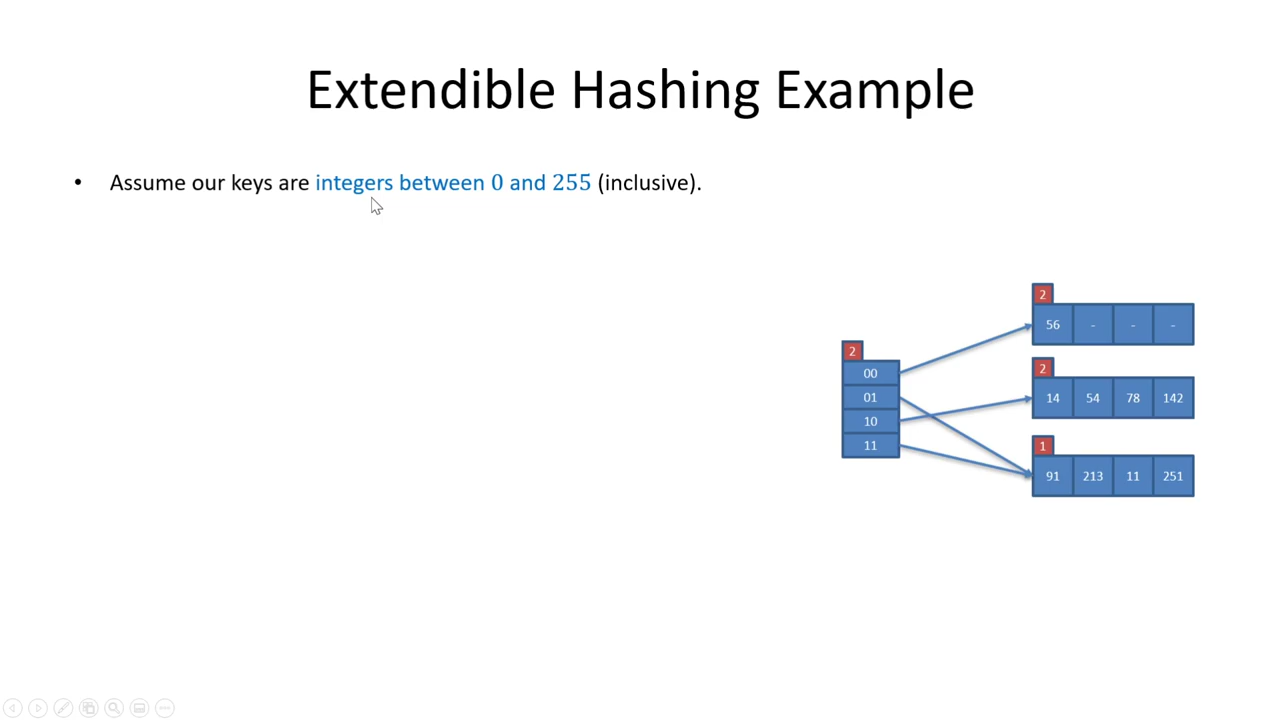 Extendible Hashing Example
• Assume our keys are integers between 0 and 255 (inclusive).
2
56 - - -
2
14 54 78 142
1
91 213 11 251
2
00
01
10
11